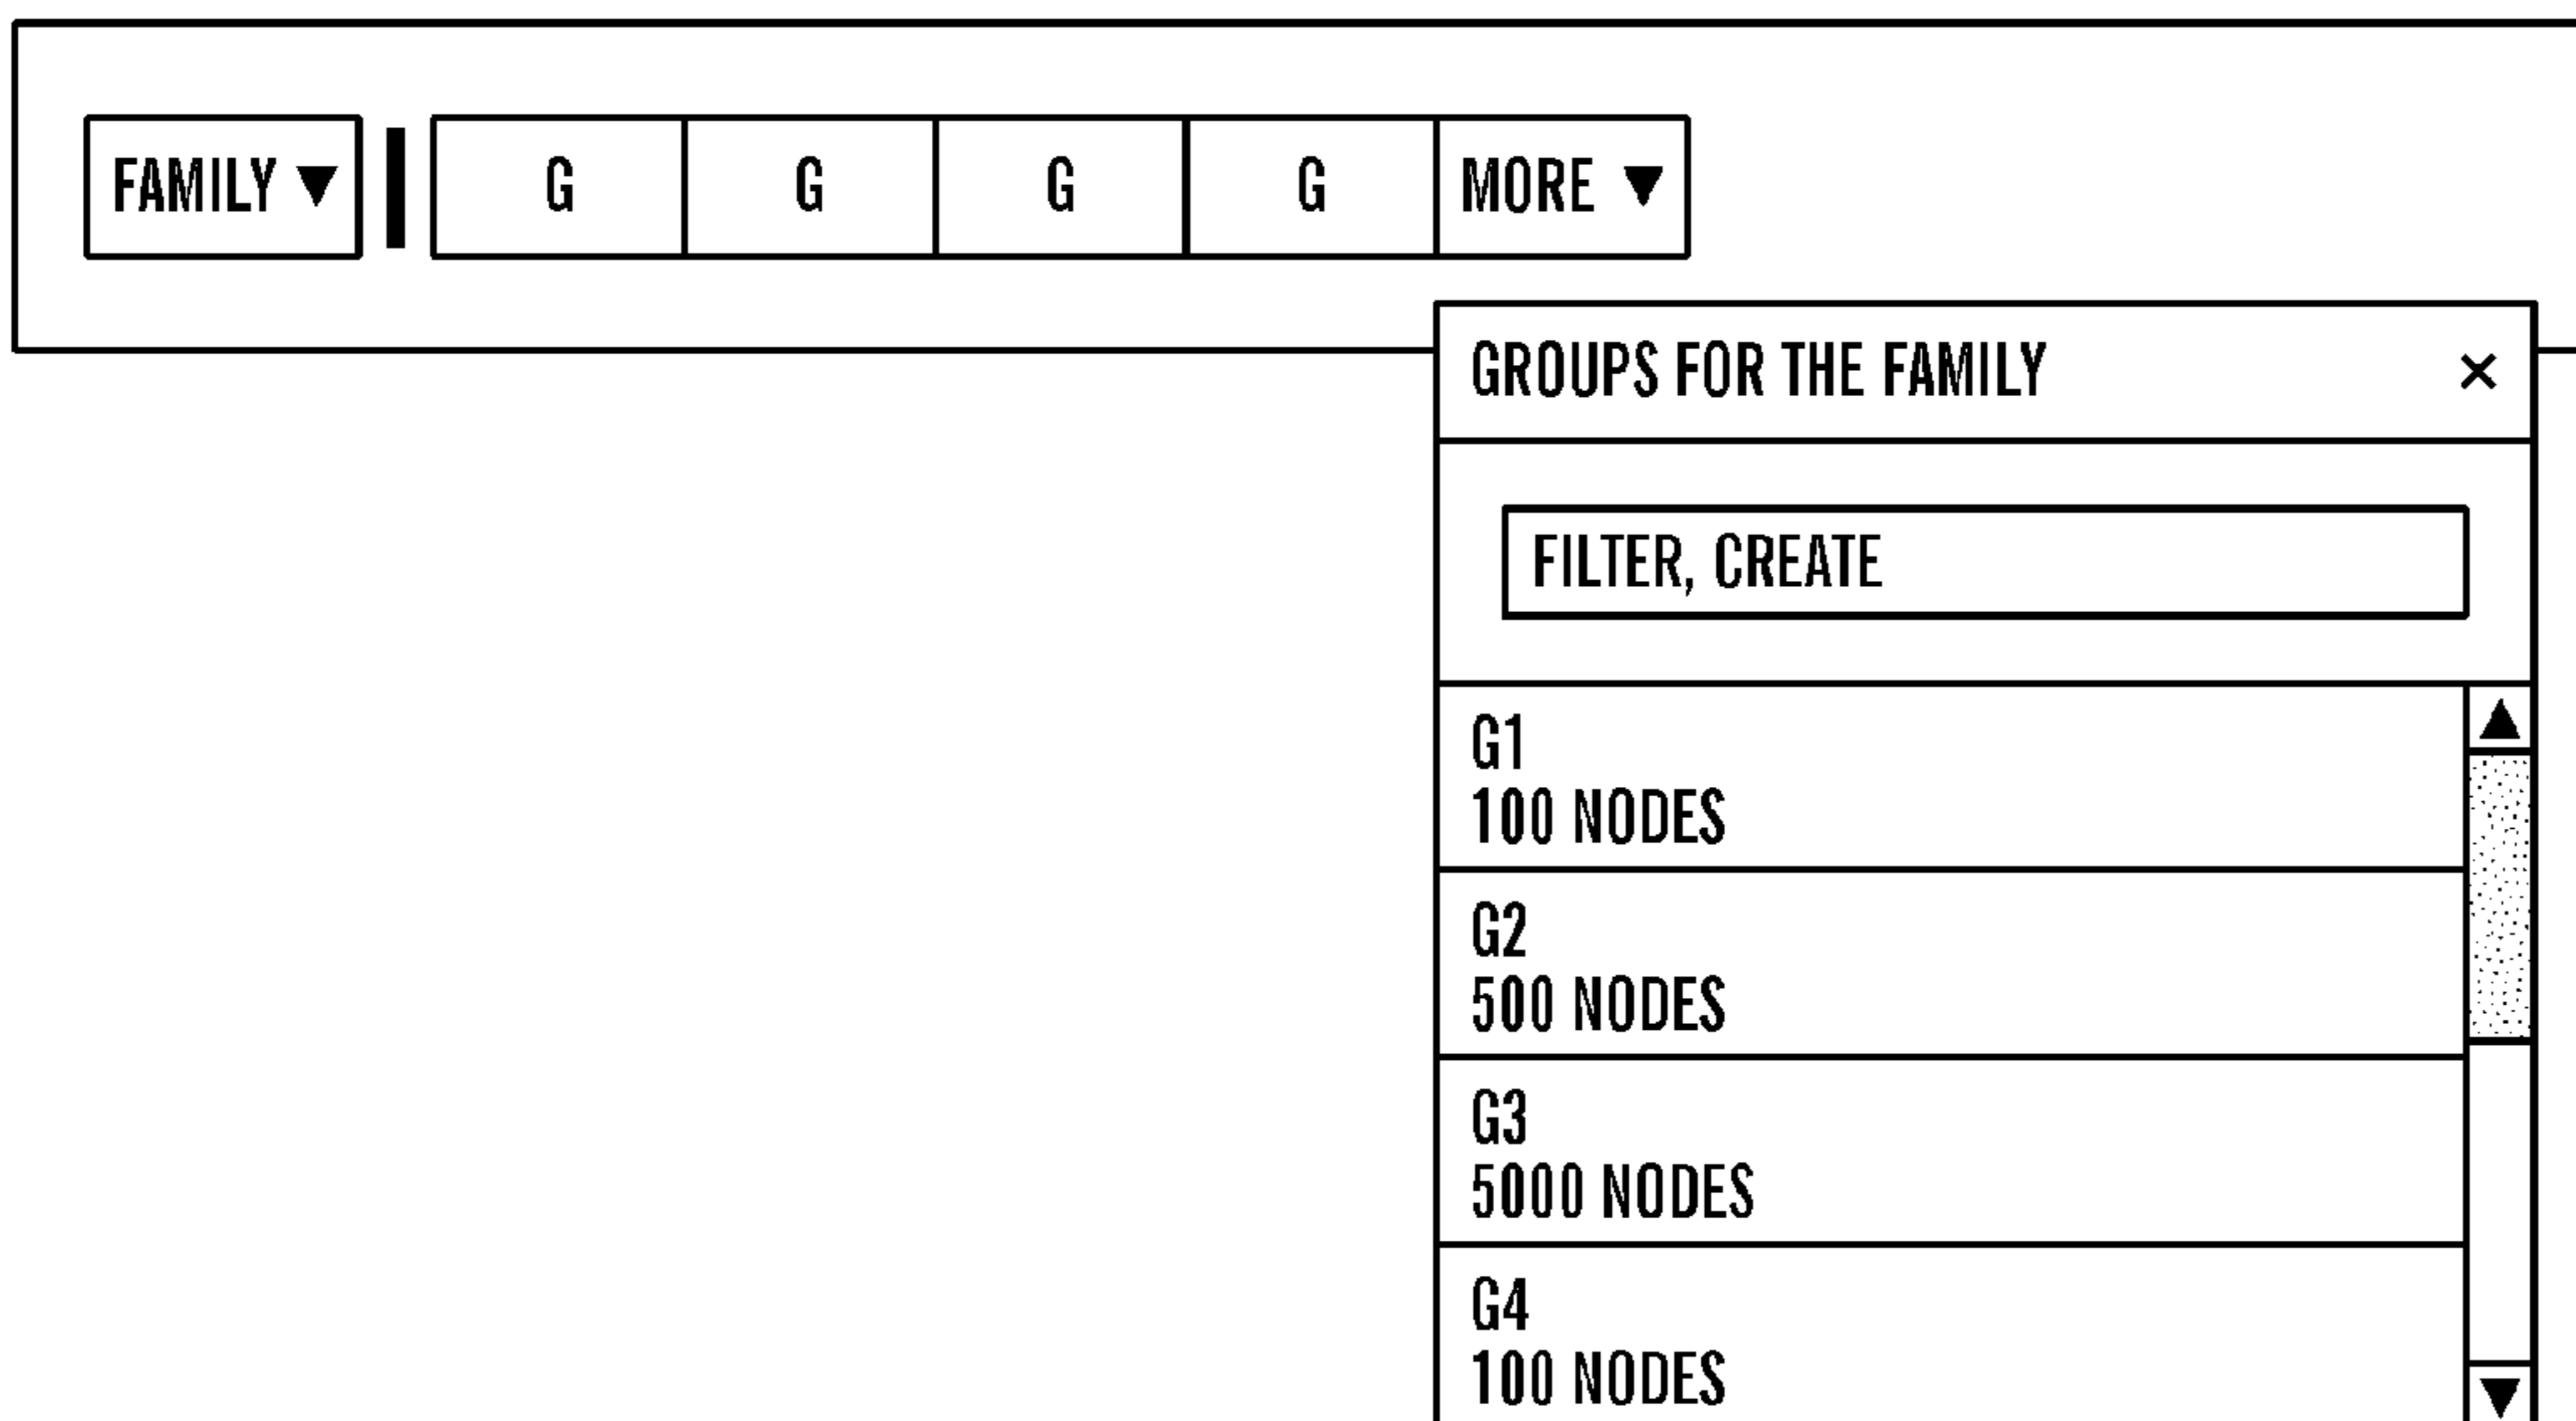 FAMILY ▼ G G G G MORE ▼
GROUPS FOR THE FAMILY ×
FILTER, CREATE
G1
100 NODES
G2
500 NODES
G3
5000 NODES
G4
100 NODES